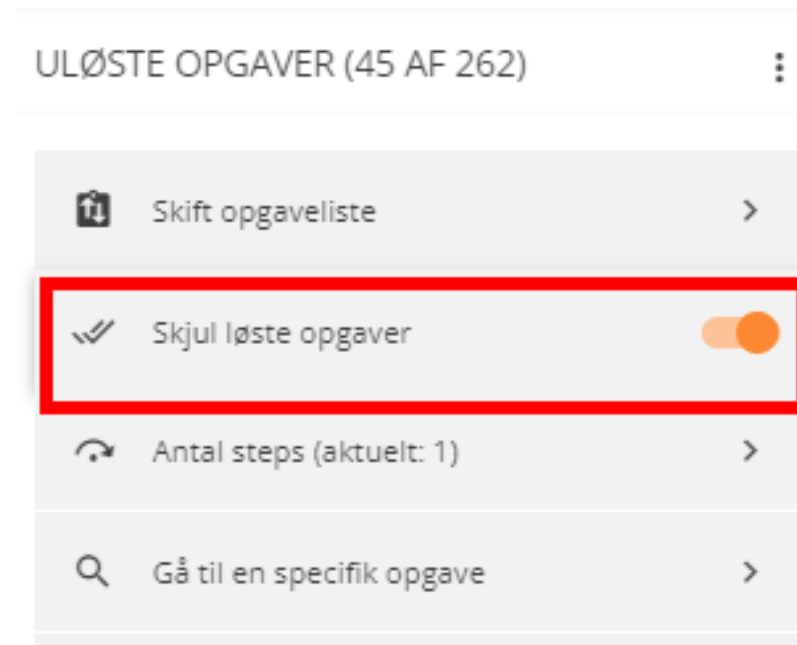 ULØSTE OPGAVER (45 AF 262)
Skift opgaveliste
Skjul løste opgaver
Antal steps (aktuelt: 1)
Gå til en specifik opgave